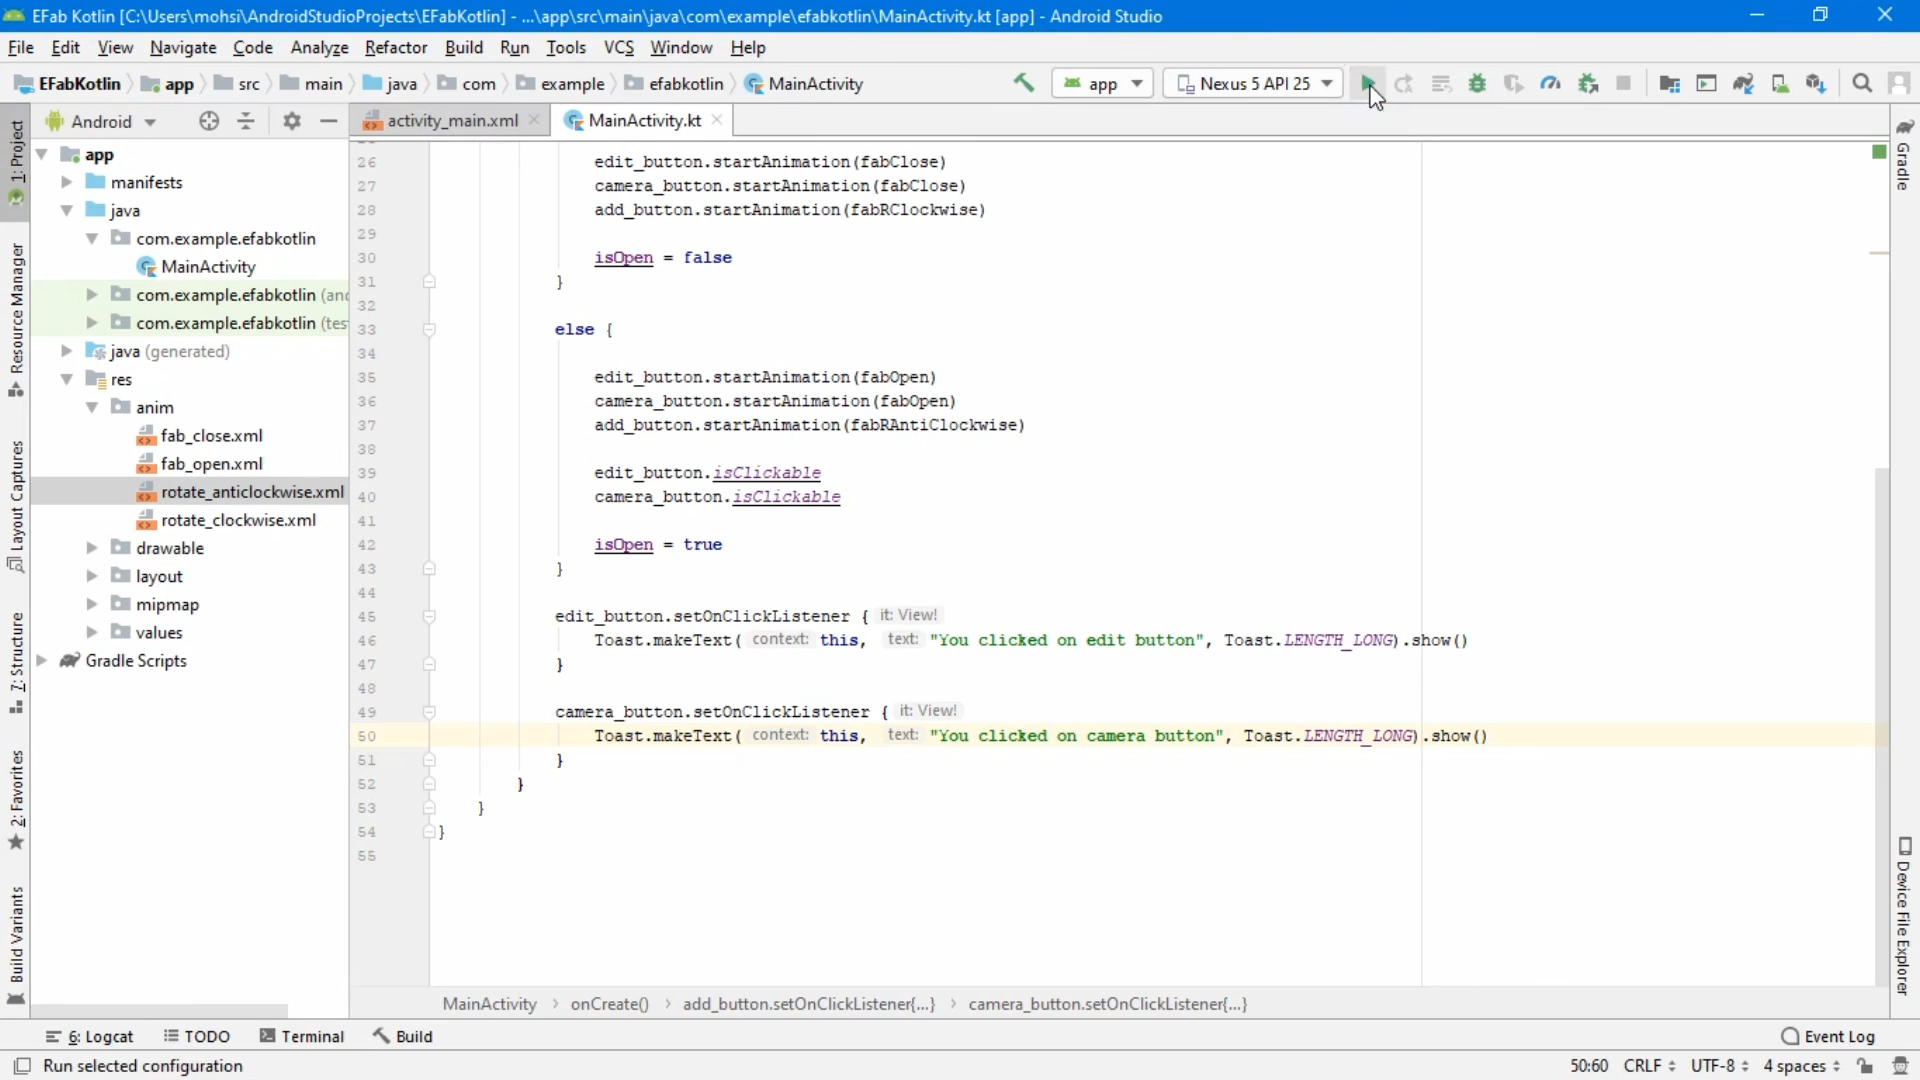 EFab Kotlin [C:\Users\mohsi\AndroidStudioProjects\EFabKotlin] - ...\app\src\main\java\com\example\efabkotlin\MainActivity.kt [app] - Android Studio
File Edit View Navigate Code Analyze Refactor Build Run Tools VCS Window Help
EFabKotlin app src main java com example efabkotlin MainActivity app Nexus 5 API 25
Android
activity_main.xml MainActivity.kt
1: Project
Resource Manager
Layout Captures
7: Structure
2: Favorites
Build Variants
app
manifests
java
com.example.efabkotlin
MainActivity
com.example.efabkotlin (and
com.example.efabkotlin (tes
java (generated)
res
anim
fab_close.xml
fab_open.xml
rotate_anticlockwise.xml
rotate_clockwise.xml
drawable
layout
mipmap
values
Gradle Scripts
26 edit_button.startAnimation(fabClose)
27 camera_button.startAnimation(fabClose)
28 add_button.startAnimation(fabRClockwise)
29
30 isOpen = false
31 }
32
33 else {
34
35 edit_button.startAnimation(fabOpen)
36 camera_button.startAnimation(fabOpen)
37 add_button.startAnimation(fabRAntiClockwise)
38
39 edit_button.isClickable
40 camera_button.isClickable
41
42 isOpen = true
43 }
44
45 edit_button.setOnClickListener { it: View!
46 Toast.makeText( context: this, text: "You clicked on edit button", Toast.LENGTH_LONG).show()
47 }
48
49 camera_button.setOnClickListener { it: View!
50 Toast.makeText( context: this, text: "You clicked on camera button", Toast.LENGTH_LONG).show()
51 }
52 }
53 }
54 }
55
Gradle
Device File Explorer
MainActivity › onCreate() › add_button.setOnClickListener{...} › camera_button.setOnClickListener{...}
6: Logcat TODO Terminal Build Event Log
Run selected configuration 50:60 CRLF UTF-8 4 spaces